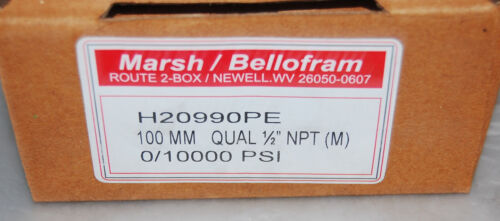 Marsh / Bellofram
ROUTE 2-BOX / NEWELL.WV 26050-0607
H20990PE
100 MM QUAL ½" NPT (M)
0/10000 PSI